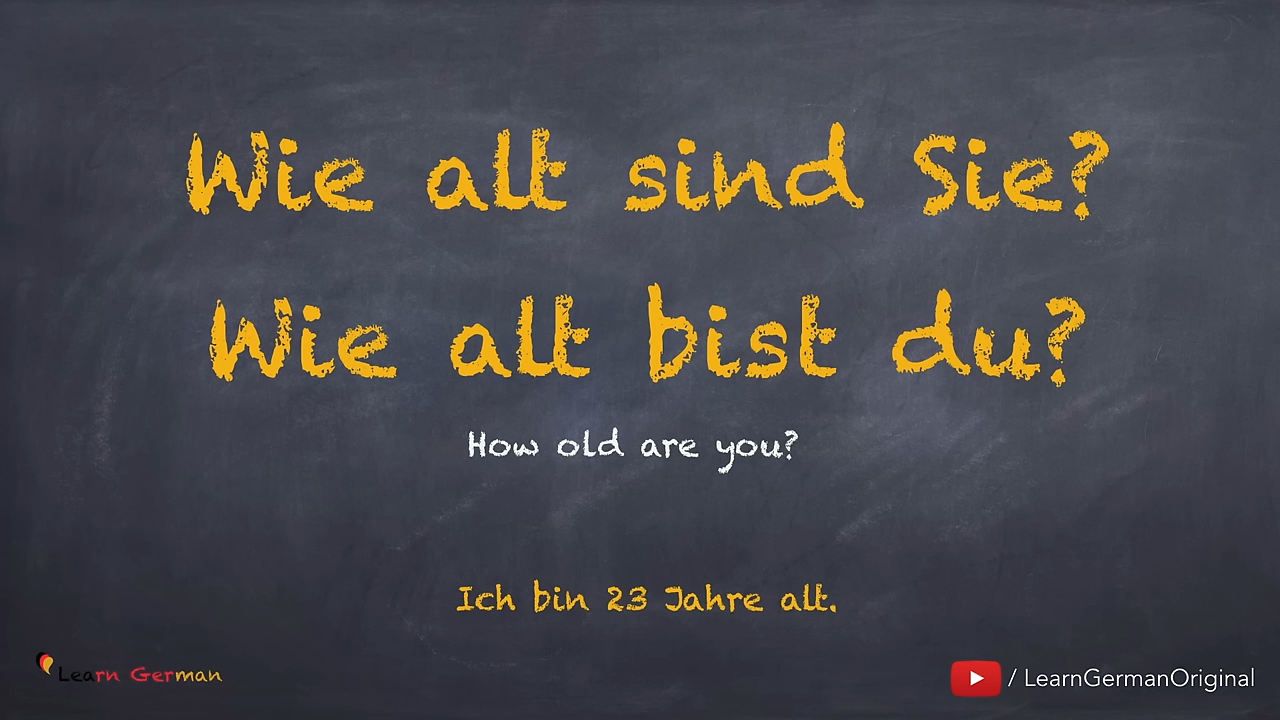 Wie alt sind Sie?
Wie alt bist du?
How old are you?
Ich bin 23 Jahre alt.
Learn German
/ LearnGermanOriginal